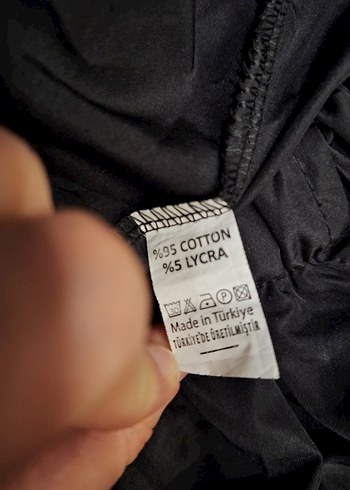 %95 COTTON
%5 LYCRA
Made in Türkiye
TÜRKİYE'DE ÜRETİLMİŞTİR